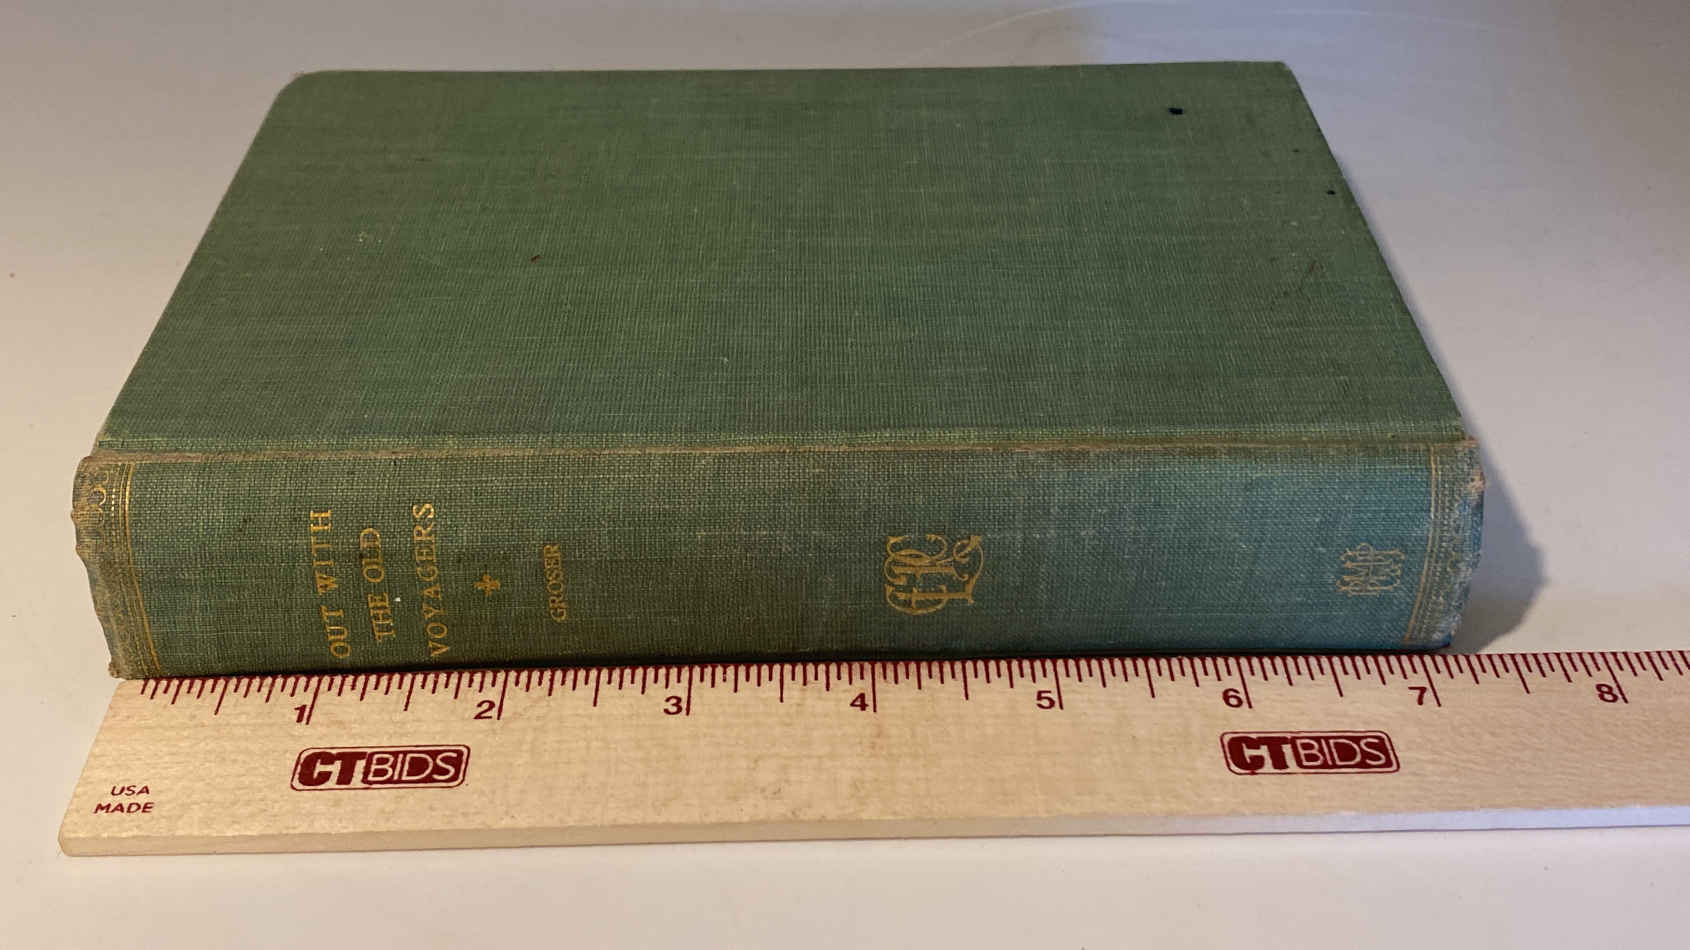 OUT WITH
THE OLD
VOYAGERS
GROSER
1 2 3 4 5 6 7 8
CTBIDS
CTBIDS
USA
MADE